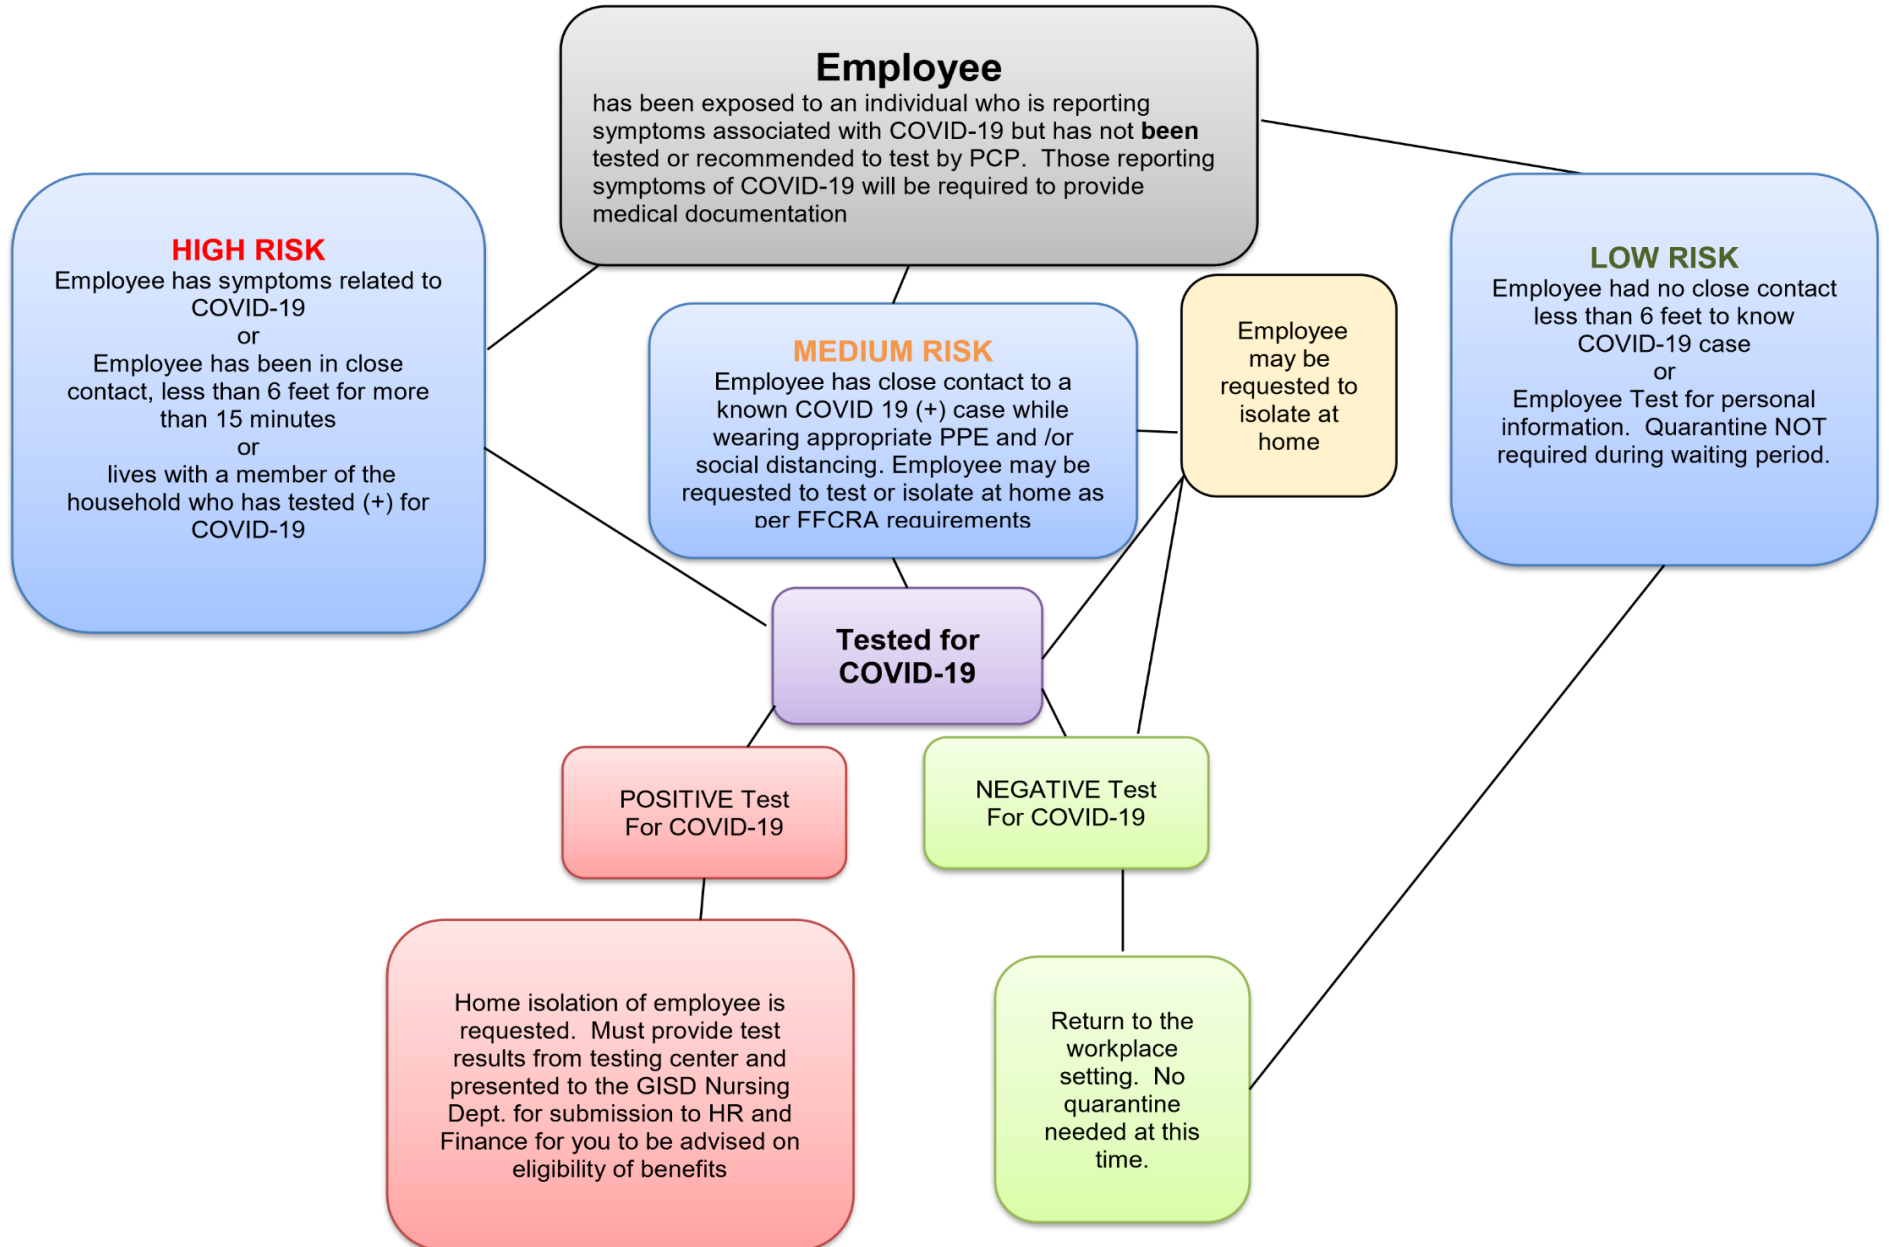 Employee
has been exposed to an individual who is reporting
symptoms associated with COVID-19 but has not been
tested or recommended to test by PCP.  Those reporting
symptoms of COVID-19 will be required to provide
medical documentation
HIGH RISK
Employee has symptoms related to
COVID-19
or
Employee has been in close
contact, less than 6 feet for more
than 15 minutes
or
lives with a member of the
household who has tested (+) for
COVID-19
MEDIUM RISK
Employee has close contact to a
known COVID 19 (+) case while
wearing appropriate PPE and /or
social distancing. Employee may be
requested to test or isolate at home as
per FFCRA requirements
Employee
may be
requested to
isolate at
home
LOW RISK
Employee had no close contact
less than 6 feet to know
COVID-19 case
or
Employee Test for personal
information.  Quarantine NOT
required during waiting period.
Tested for
COVID-19
POSITIVE Test
For COVID-19
NEGATIVE Test
For COVID-19
Home isolation of employee is
requested.  Must provide test
results from testing center and
presented to the GISD Nursing
Dept. for submission to HR and
Finance for you to be advised on
eligibility of benefits
Return to the
workplace
setting.  No
quarantine
needed at this
time.